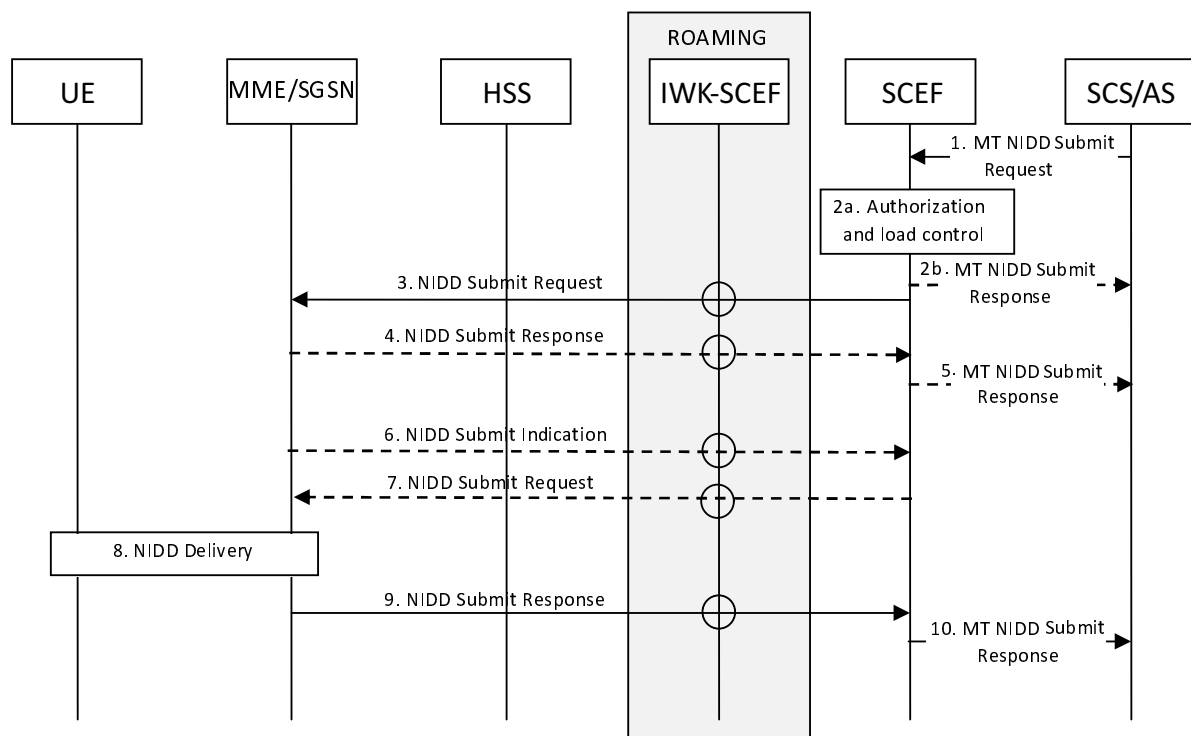 ROAMING
UE
MME/SGSN
HSS
IWK-SCEF
SCEF
SCS/AS
1. MT NIDD Submit
Request
2a. Authorization
and load control
2b. MT NIDD Submit
Response
3. NIDD Submit Request
4. NIDD Submit Response
5. MT NIDD Submit
Response
6. NIDD Submit Indication
7. NIDD Submit Request
8. NIDD Delivery
9. NIDD Submit Response
10. MT NIDD Submit
Response